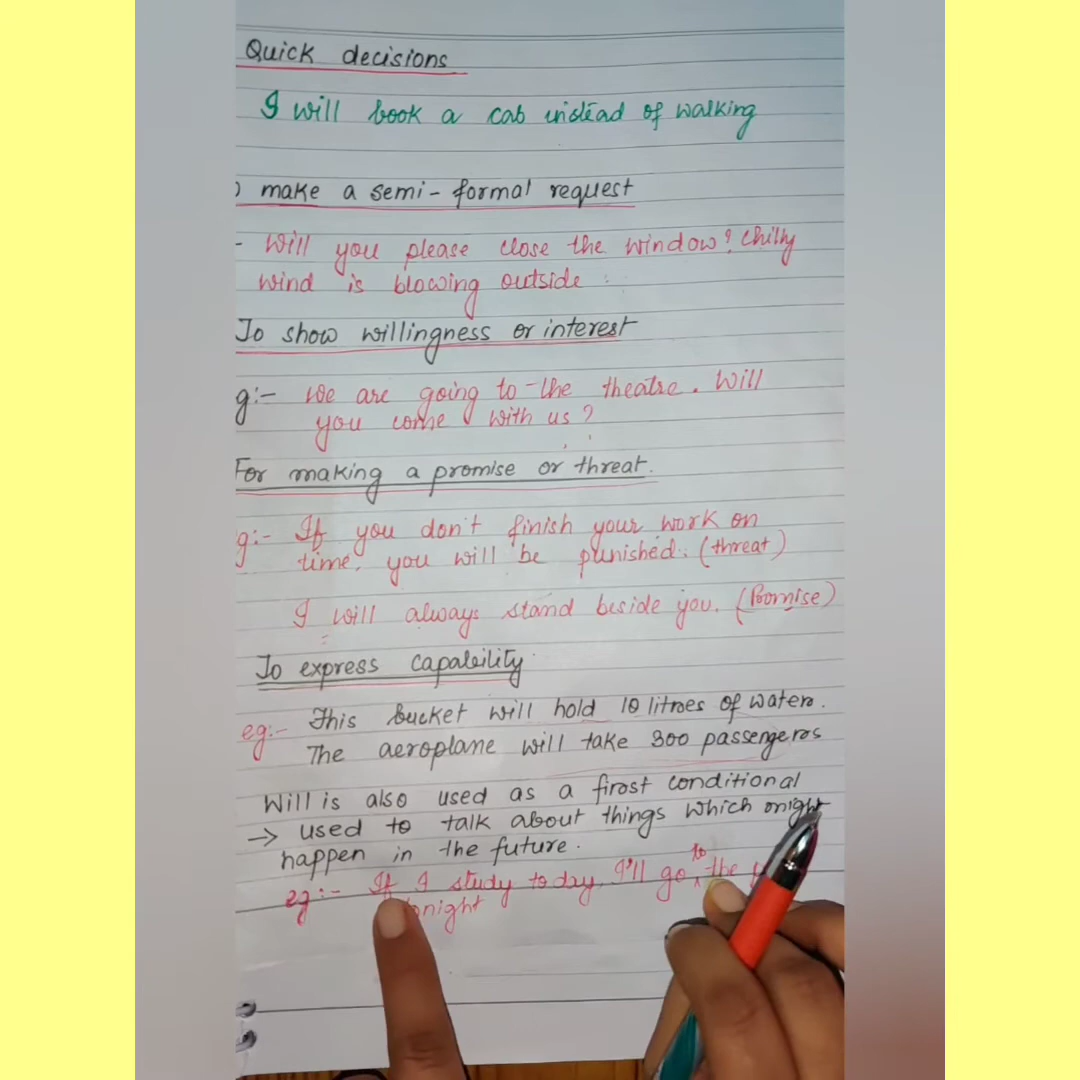 Quick decisions
I will book a cab instead of walking
) make a semi-formal request
- Will you please close the window? Chilly
wind is blowing outside.
To show willingness or interest
g:- We are going to the theatre. Will
you come with us?
For making a promise or threat.
g:- If you don't finish your work on
time, you will be punished. (threat)
I will always stand beside you. (Promise)
To express capability
eg:- This bucket will hold 10 litres of water.
The aeroplane will take 300 passengers
Will is also used as a first conditional
→ used to talk about things which might
happen in the future.
eg:- If I study today, I'll go to the